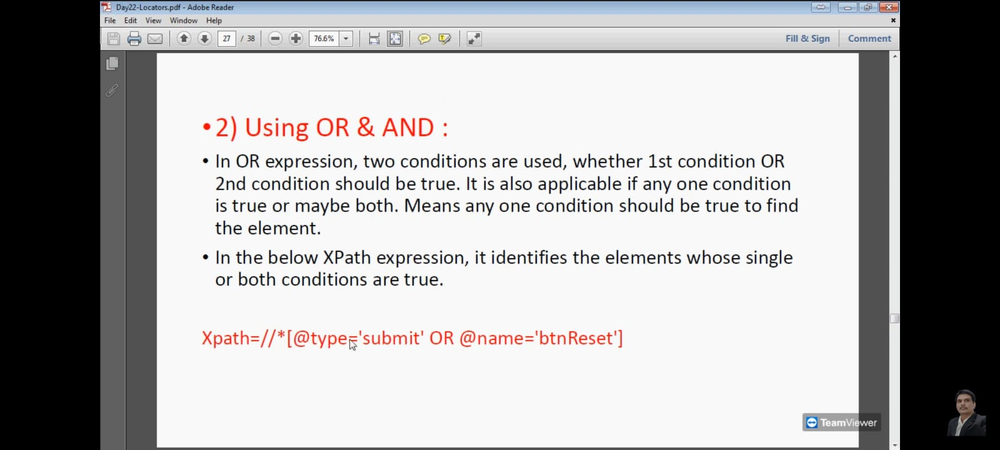 Day22-Locators.pdf - Adobe Reader
File Edit View Window Help
27 / 38 76.6% Fill & Sign Comment
•2) Using OR & AND :
• In OR expression, two conditions are used, whether 1st condition OR
2nd condition should be true. It is also applicable if any one condition
is true or maybe both. Means any one condition should be true to find
the element.
• In the below XPath expression, it identifies the elements whose single
or both conditions are true.
Xpath=//*[@type='submit' OR @name='btnReset']
TeamViewer